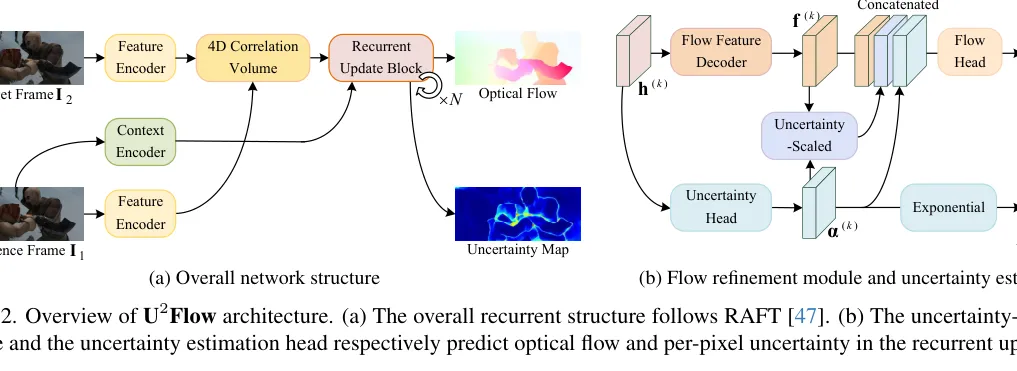 Concatenated
Feature
Encoder
4D Correlation
Volume
Recurrent
Update Block
×N
Optical Flow
et Frame I 2
Context
Encoder
Feature
Encoder
ence Frame I 1
Uncertainty Map
(a) Overall network structure
h (k)
Flow Feature
Decoder
f (k)
Flow
Head
Uncertainty
-Scaled
Uncertainty
Head
α (k)
Exponential
(b) Flow refinement module and uncertainty est
2. Overview of U²Flow architecture. (a) The overall recurrent structure follows RAFT [47]. (b) The uncertainty-
e and the uncertainty estimation head respectively predict optical flow and per-pixel uncertainty in the recurrent up